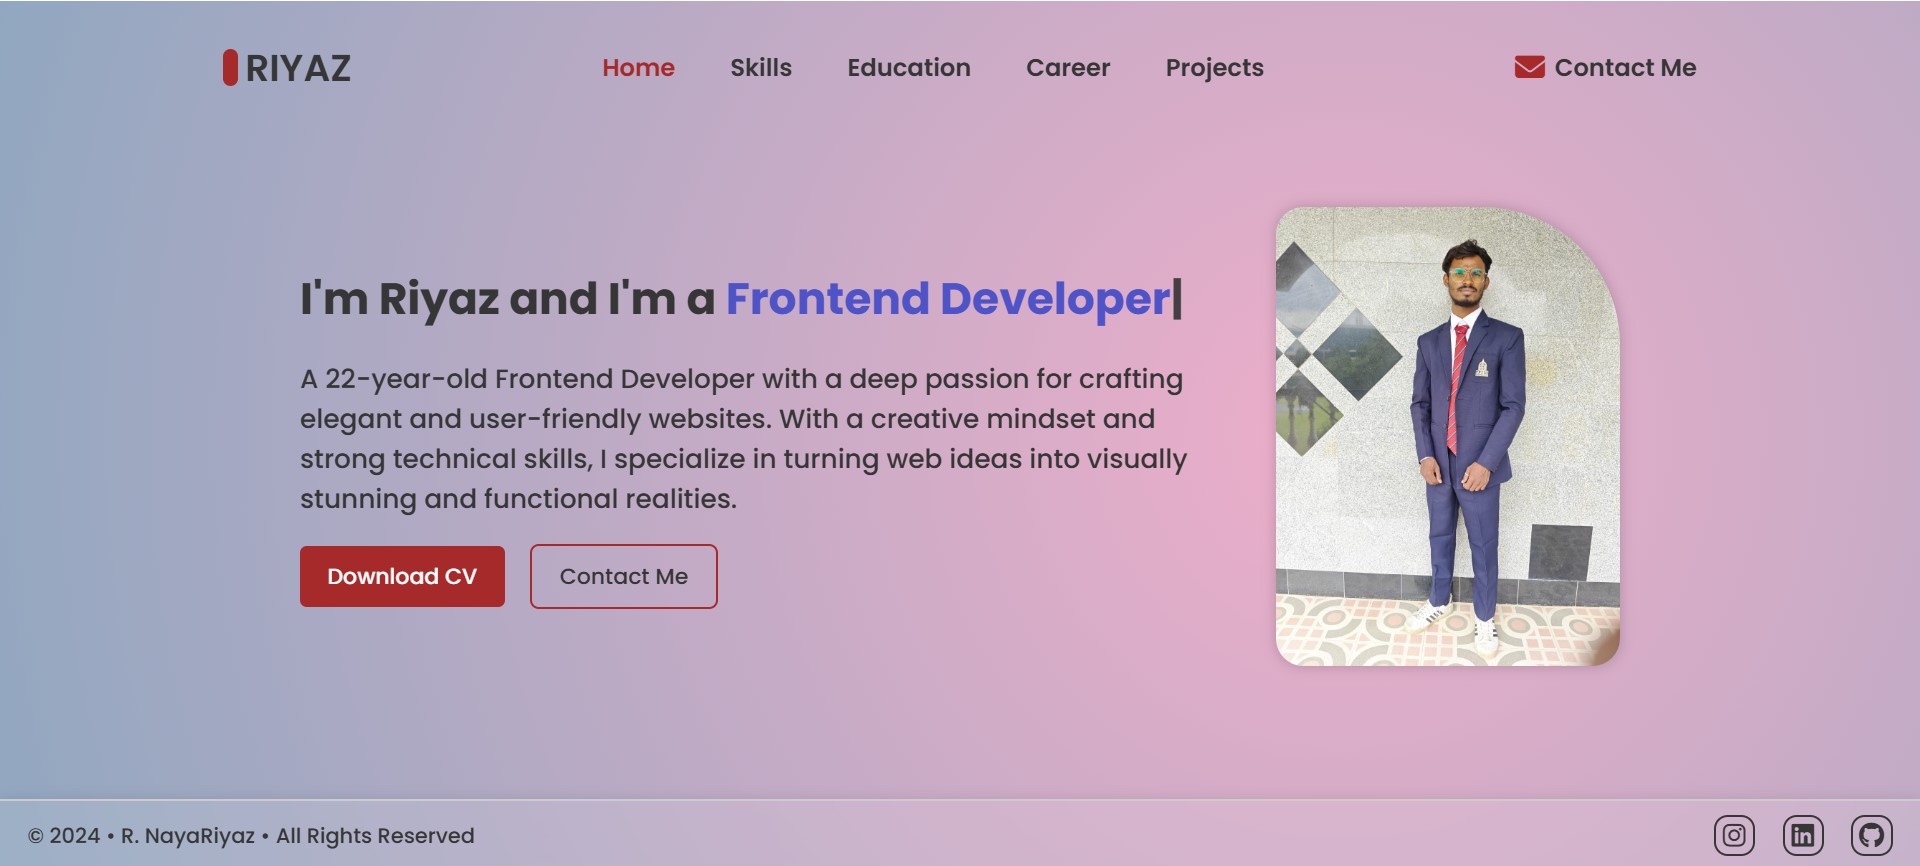 RIYAZ
Home
Skills
Education
Career
Projects
Contact Me
I'm Riyaz and I'm a Frontend Developer|
A 22-year-old Frontend Developer with a deep passion for crafting
elegant and user-friendly websites. With a creative mindset and
strong technical skills, I specialize in turning web ideas into visually
stunning and functional realities.
Download CV
Contact Me
© 2024 • R. NayaRiyaz • All Rights Reserved
in